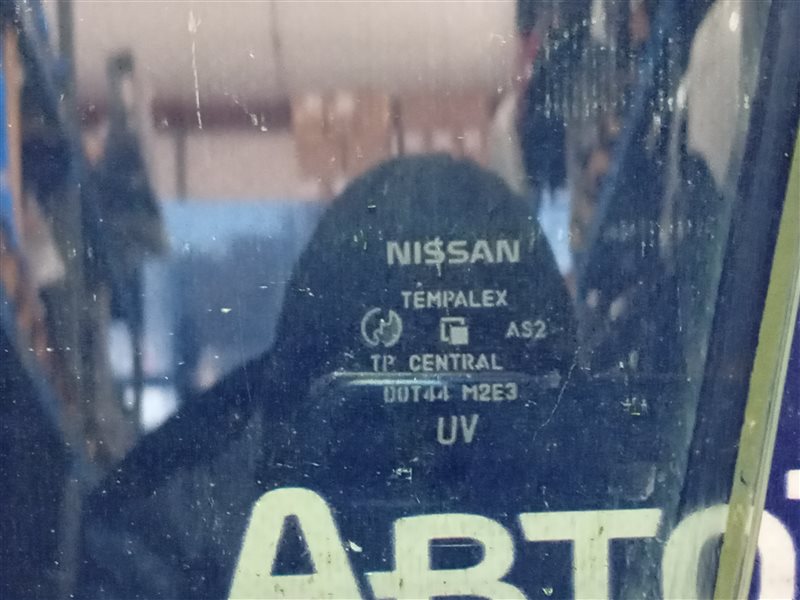 NISSAN
TEMPALEX
AS2
TP CENTRAL
DOT44 M2E3
UV
АВТО